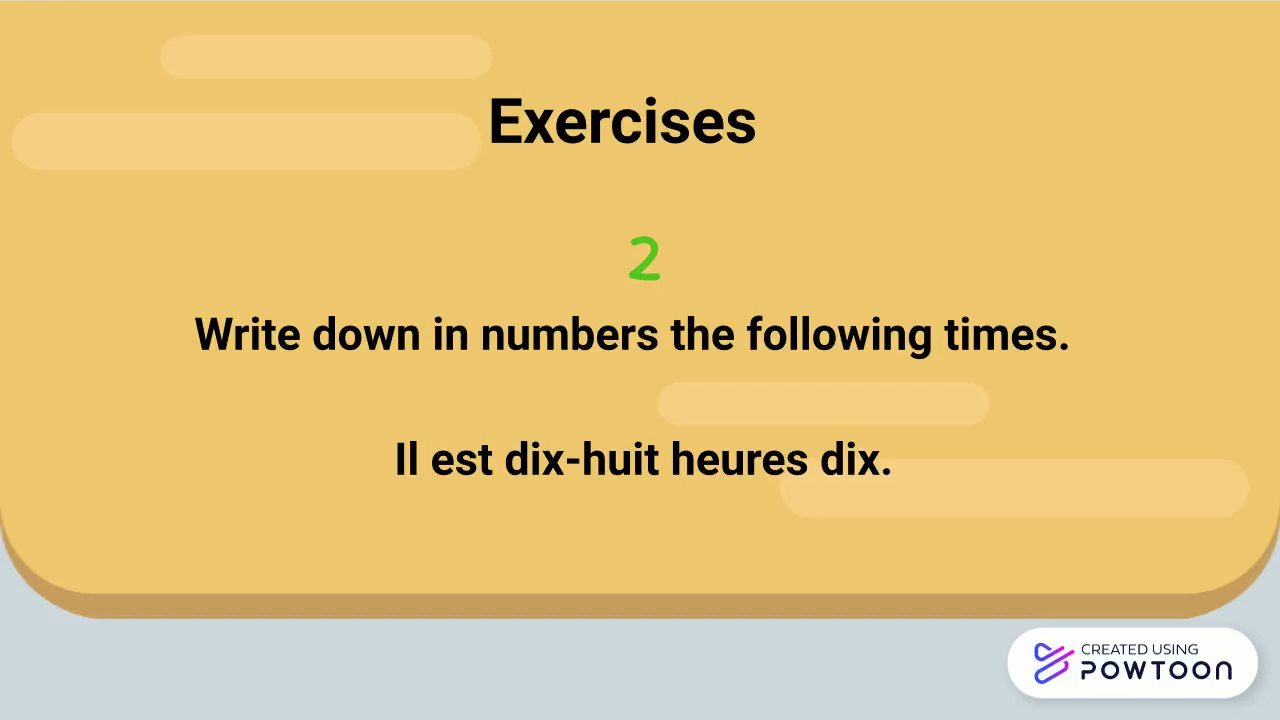 Exercises
2
Write down in numbers the following times.
Il est dix-huit heures dix.
CREATED USING
POWTOON